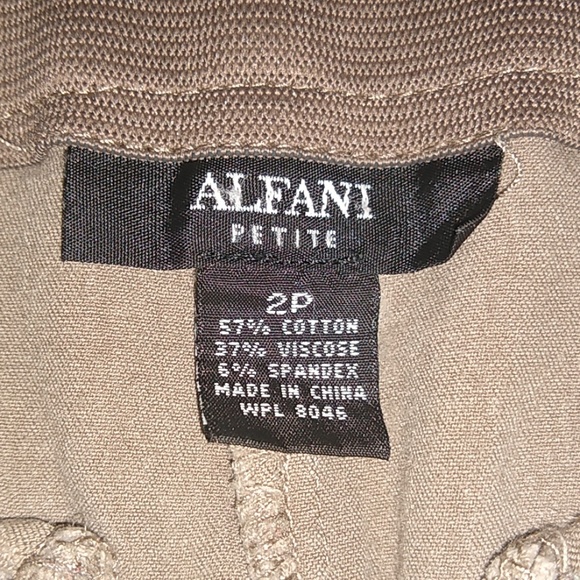 ALFANI
PETITE
2P
57% COTTON
37% VISCOSE
6% SPANDEX
MADE IN CHINA
WPL 8046